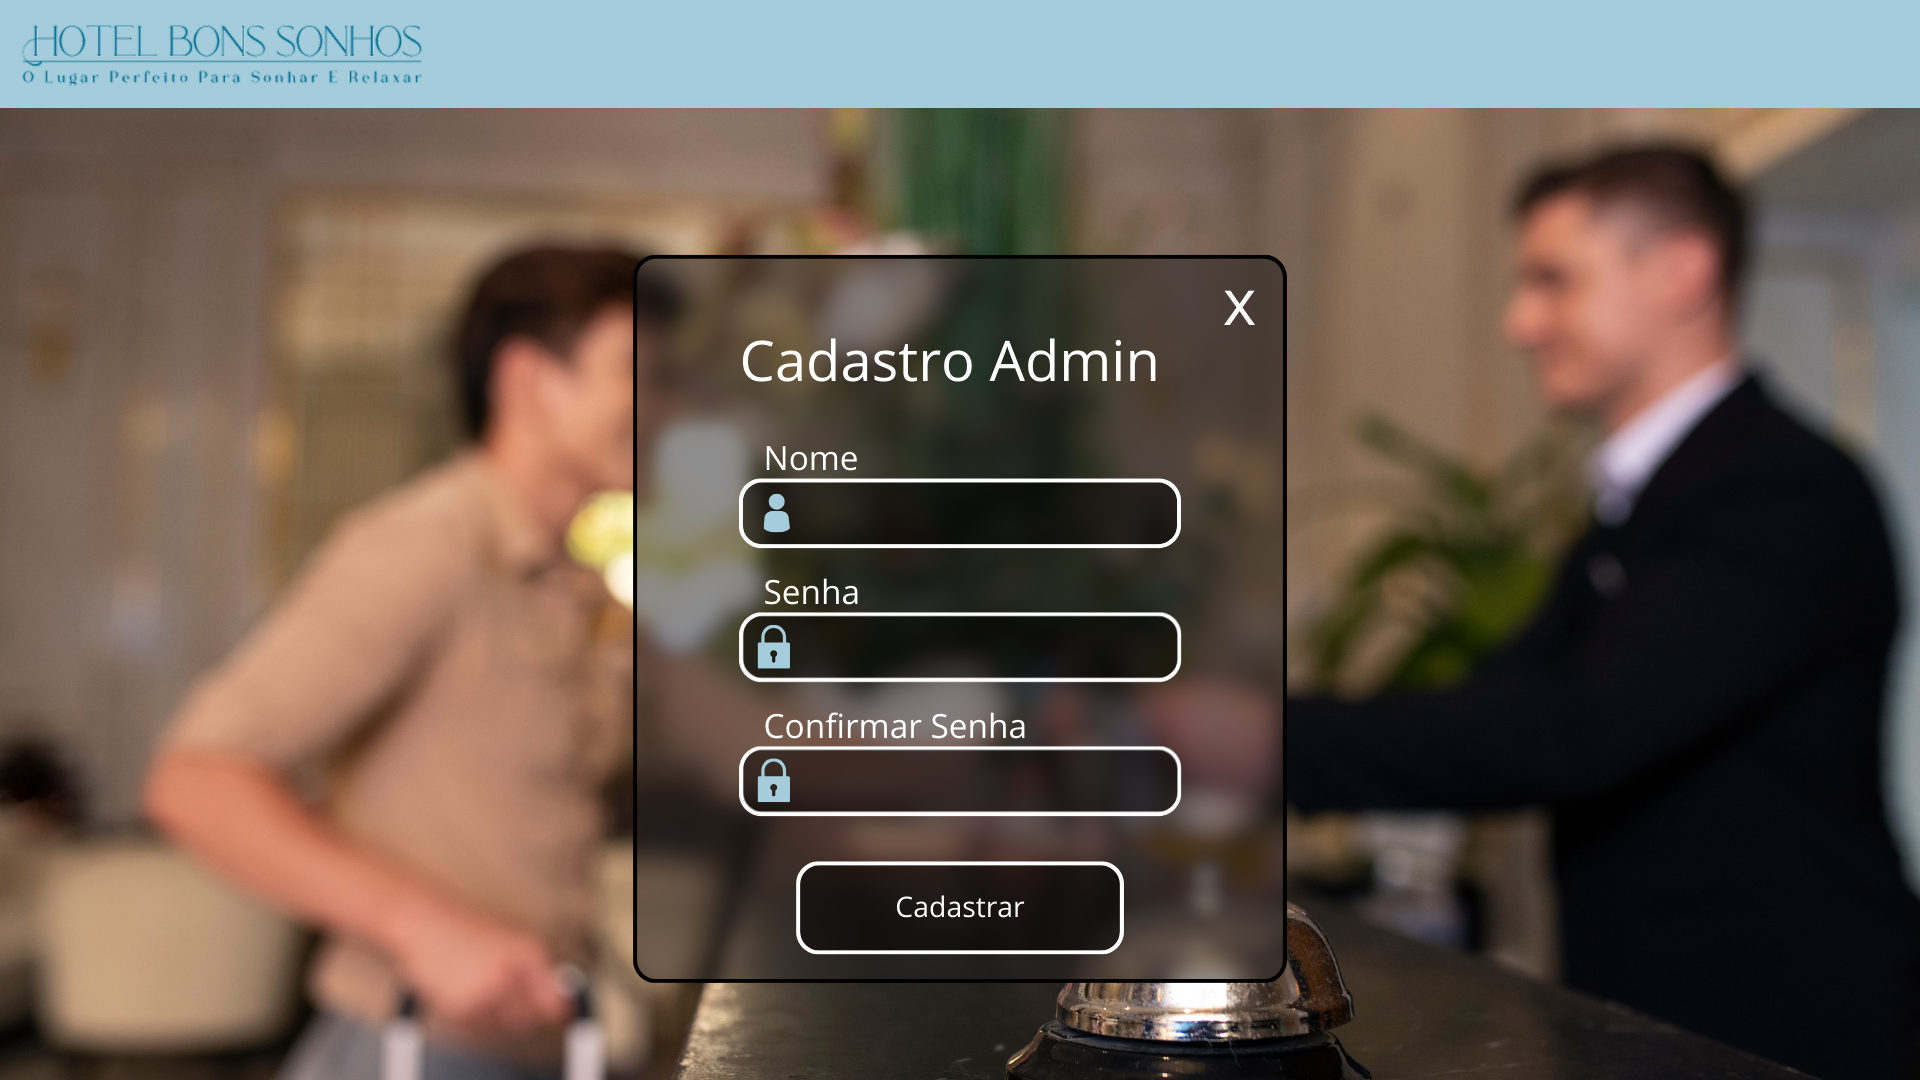 HOTEL BONS SONHOS
O Lugar Perfeito Para Sonhar E Relaxar
X
Cadastro Admin
Nome
Senha
Confirmar Senha
Cadastrar